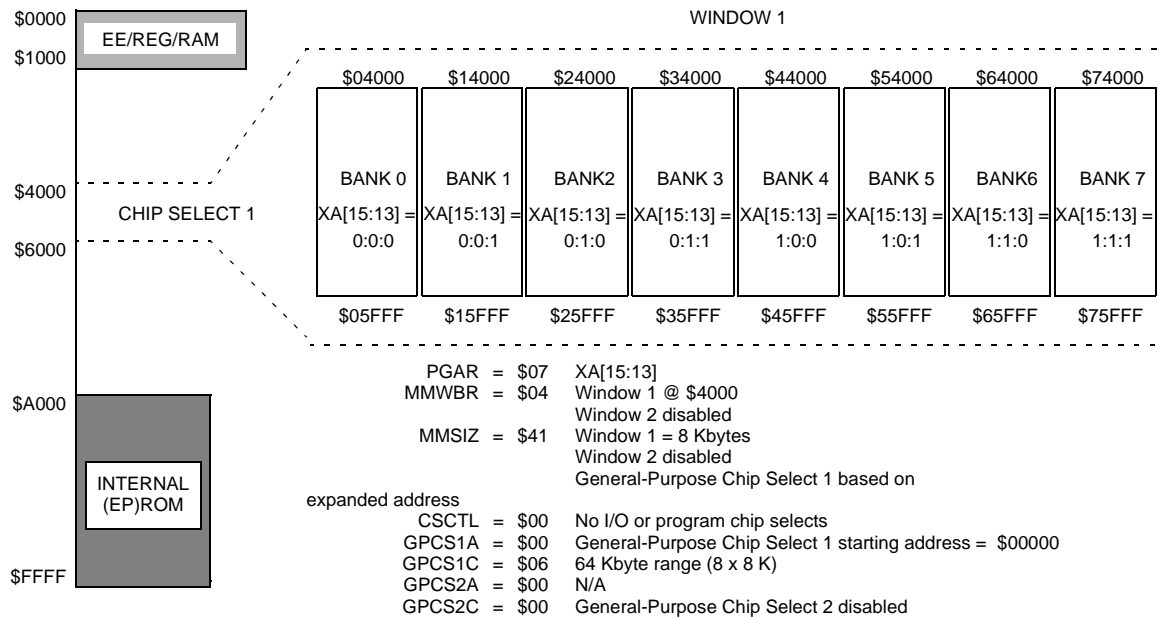 $0000
EE/REG/RAM
$1000
WINDOW 1
$04000 $14000 $24000 $34000 $44000 $54000 $64000 $74000
BANK 0 BANK 1 BANK2 BANK 3 BANK 4 BANK 5 BANK6 BANK 7
XA[15:13] = XA[15:13] = XA[15:13] = XA[15:13] = XA[15:13] = XA[15:13] = XA[15:13] = XA[15:13] =
0:0:0 0:0:1 0:1:0 0:1:1 1:0:0 1:0:1 1:1:0 1:1:1
$05FFF $15FFF $25FFF $35FFF $45FFF $55FFF $65FFF $75FFF
$4000
CHIP SELECT 1
$6000
$A000
INTERNAL
(EP)ROM
$FFFF
PGAR = $07 XA[15:13]
MMWBR = $04 Window 1 @ $4000
Window 2 disabled
MMSIZ = $41 Window 1 = 8 Kbytes
Window 2 disabled
General-Purpose Chip Select 1 based on
expanded address
CSCTL = $00 No I/O or program chip selects
GPCS1A = $00 General-Purpose Chip Select 1 starting address = $00000
GPCS1C = $06 64 Kbyte range (8 x 8 K)
GPCS2A = $00 N/A
GPCS2C = $00 General-Purpose Chip Select 2 disabled